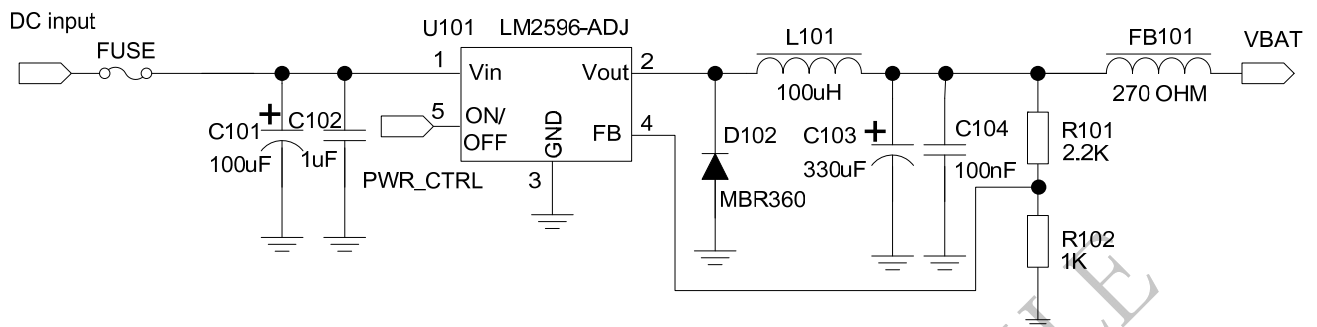 DC input
FUSE
U101
LM2596-ADJ
L101
FB101
VBAT
1
Vin
Vout
2
100uH
270 OHM
+
C101
100uF
C102
1uF
5
ON/
OFF
GND
FB
4
D102
MBR360
C103
+
330uF
C104
100nF
R101
2.2K
PWR_CTRL
3
R102
1K
LE